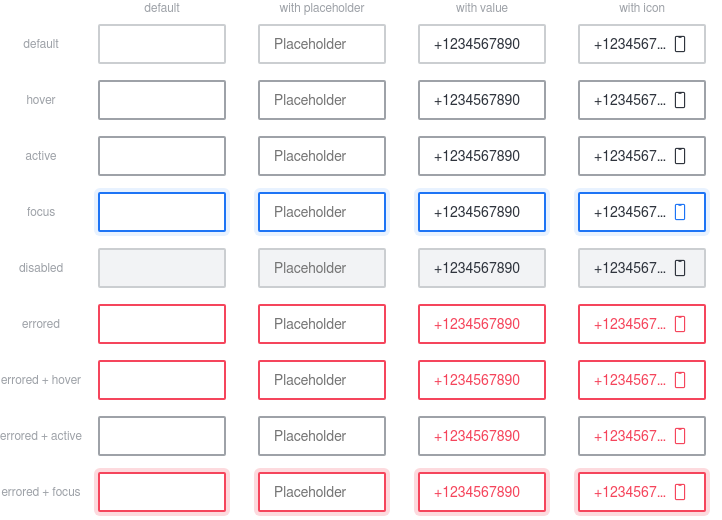 default with placeholder with value with icon
default Placeholder +1234567890 +1234567...
hover Placeholder +1234567890 +1234567...
active Placeholder +1234567890 +1234567...
focus Placeholder +1234567890 +1234567...
disabled Placeholder +1234567890 +1234567...
errored Placeholder +1234567890 +1234567...
errored + hover Placeholder +1234567890 +1234567...
errored + active Placeholder +1234567890 +1234567...
errored + focus Placeholder +1234567890 +1234567...